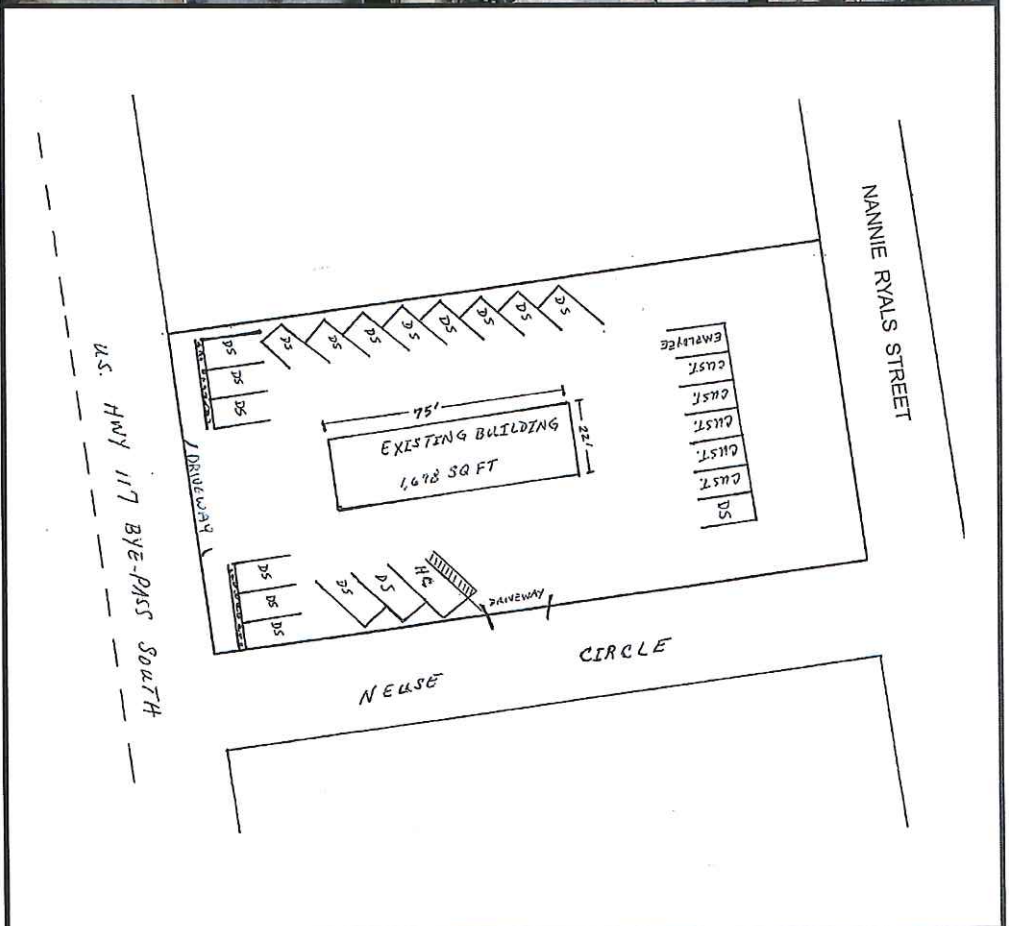 NANNIE RYALS STREET
DS
DS
DS
DS
DS
DS
DS
DS
DS
DS
DS
EMPLOYEE
CUST.
CUST.
CUST.
CUST.
CUST.
DS
75'
22'
EXISTING BUILDING
SQ FT
DRIVEWAY
U.S. HWY 117 BYE-PASS SOUTH
DS
DS
DS
DS
DS
HC
DRIVEWAY
NEUSE CIRCLE